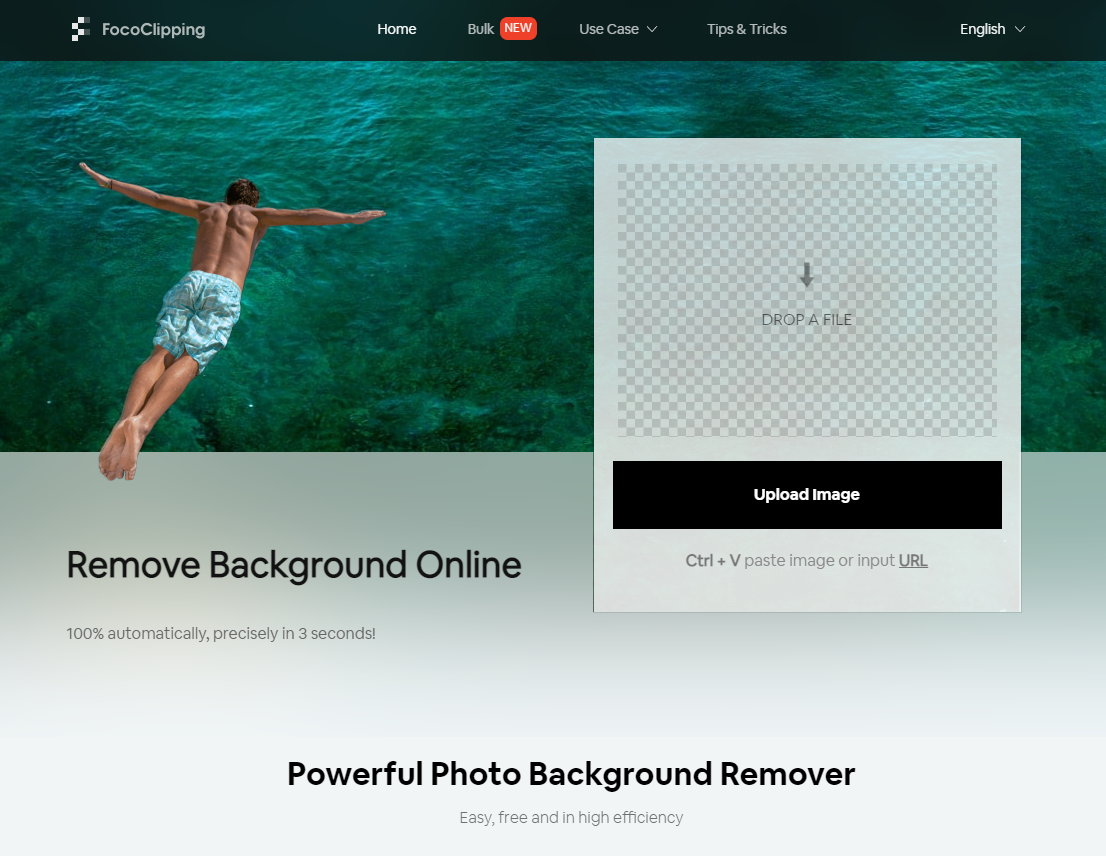 FocoClipping
Home
Bulk NEW
Use Case
Tips & Tricks
English
DROP A FILE
Upload Image
Ctrl + V paste image or input URL
Remove Background Online
100% automatically, precisely in 3 seconds!
Powerful Photo Background Remover
Easy, free and in high efficiency